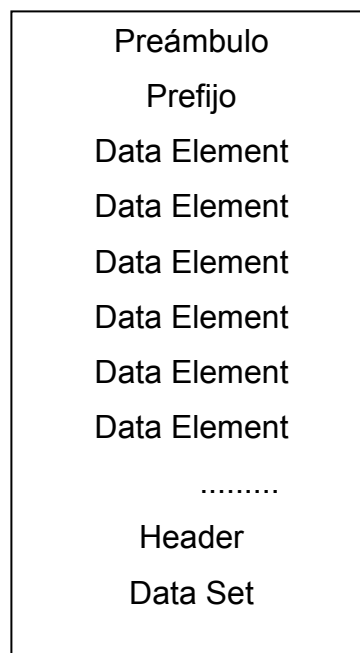 Preámbulo
Prefijo
Data Element
Data Element
Data Element
Data Element
Data Element
Data Element
.........
Header
Data Set